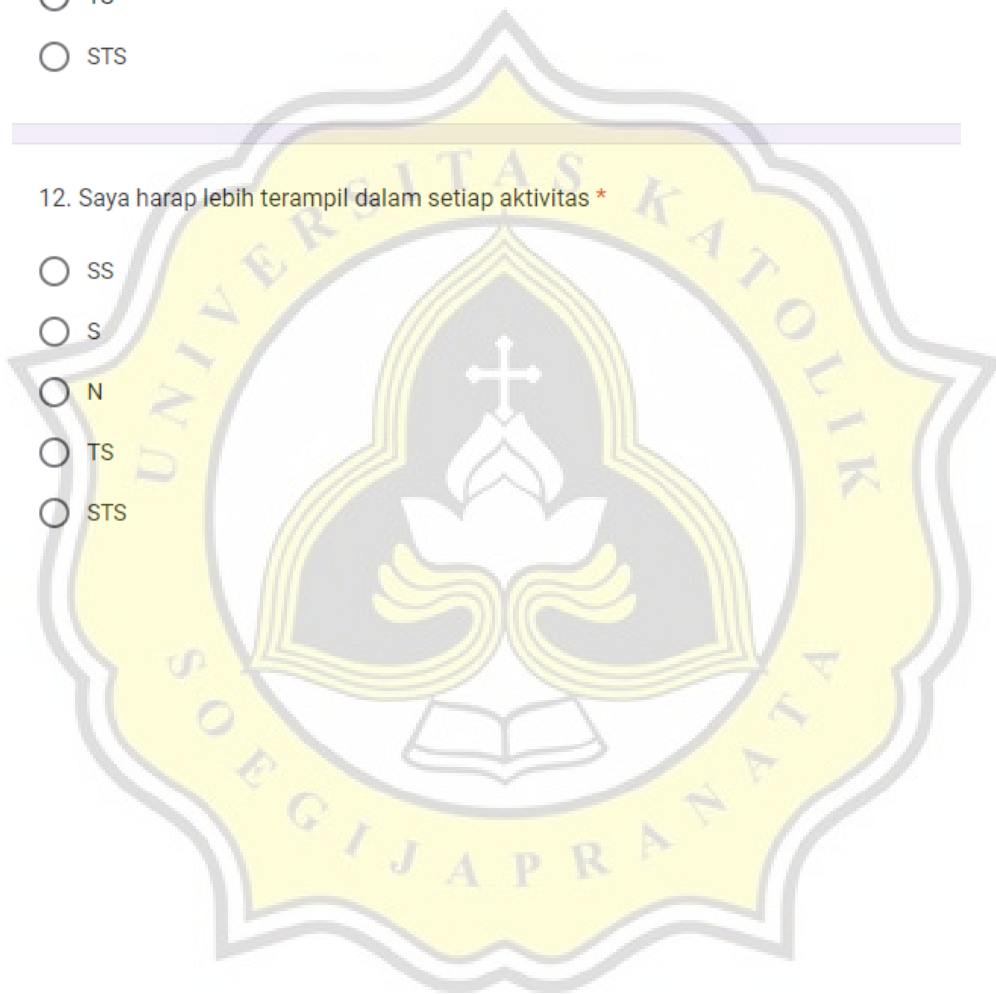 STS
12. Saya harap lebih terampil dalam setiap aktivitas *
SS
S
N
TS
STS
UNIVERSITAS KATOLIK
SOEGIJAPRANATA